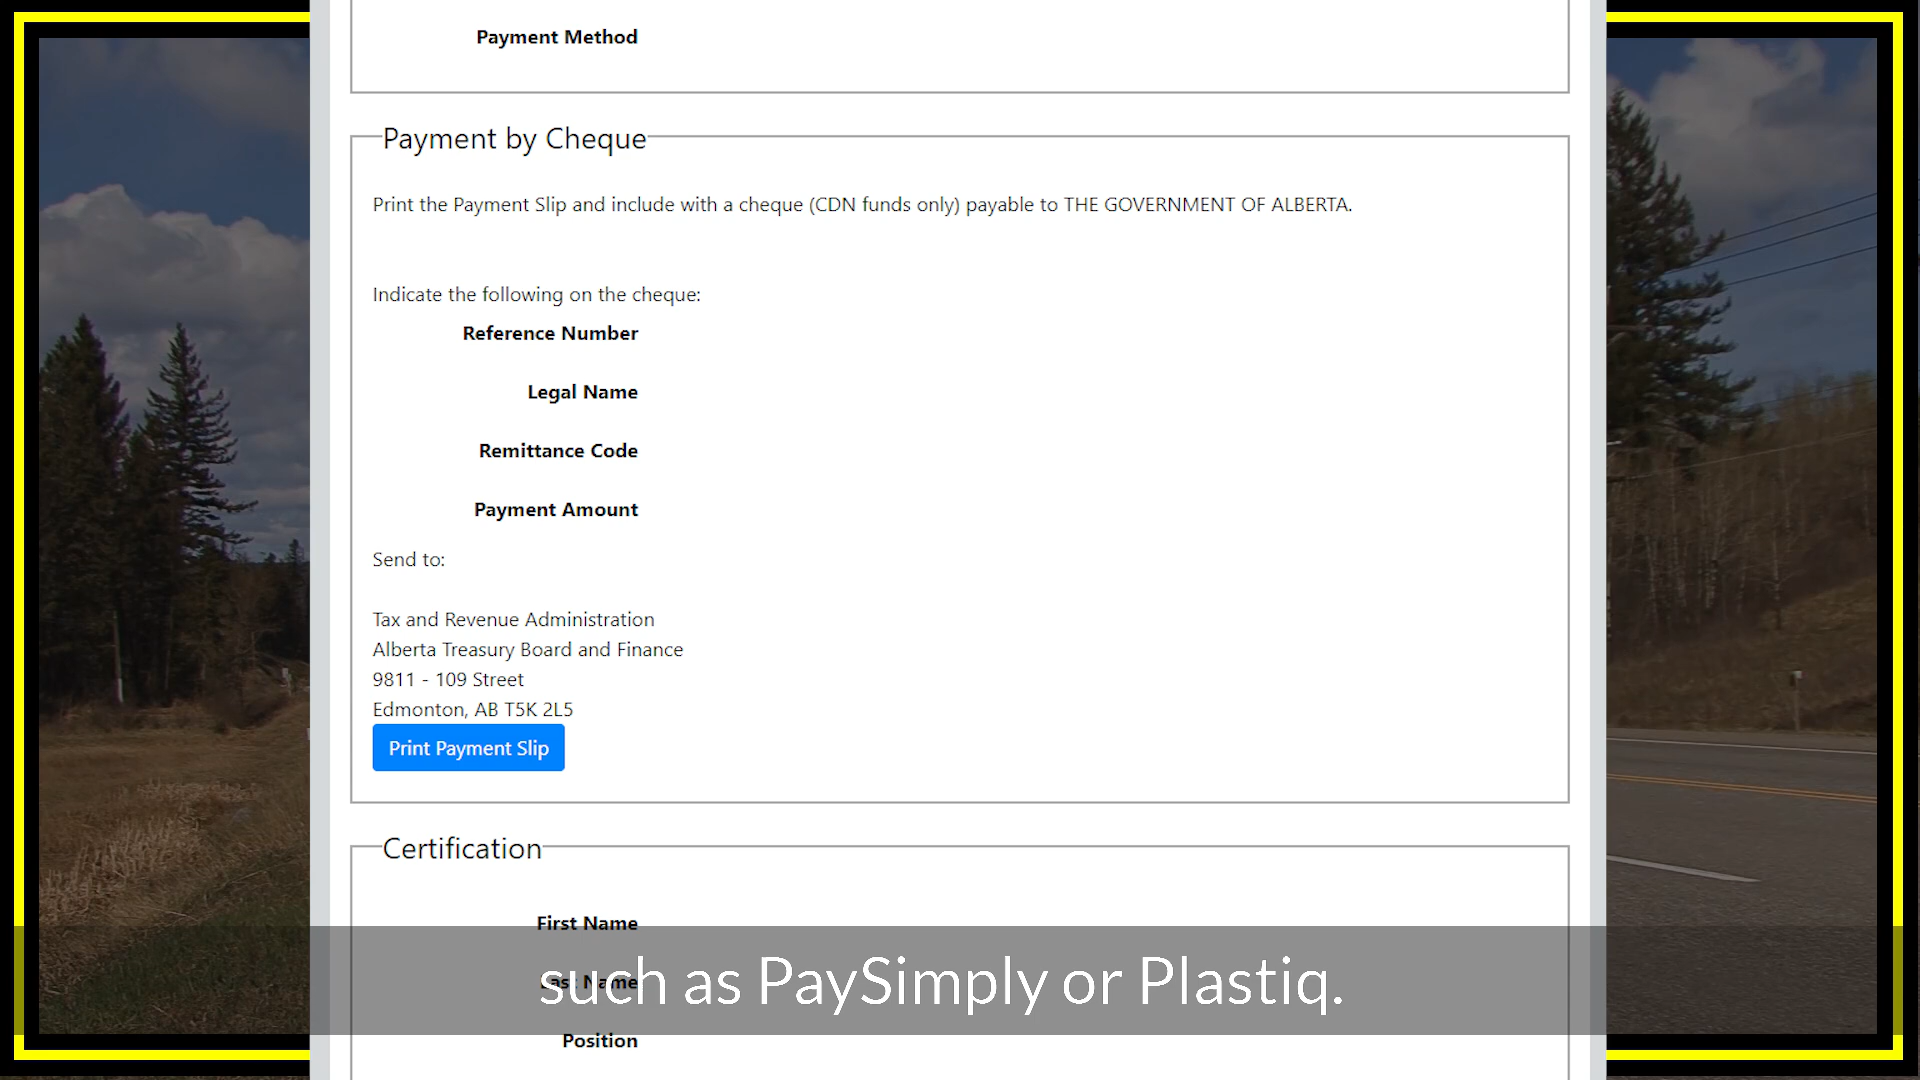 Payment Method
Payment by Cheque
Print the Payment Slip and include with a cheque (CDN funds only) payable to THE GOVERNMENT OF ALBERTA.
Indicate the following on the cheque:
Reference Number
Legal Name
Remittance Code
Payment Amount
Send to:
Tax and Revenue Administration
Alberta Treasury Board and Finance
9811 - 109 Street
Edmonton, AB T5K 2L5
Print Payment Slip
Certification
First Name
Last Name
such as PaySimply or Plastiq.
Position